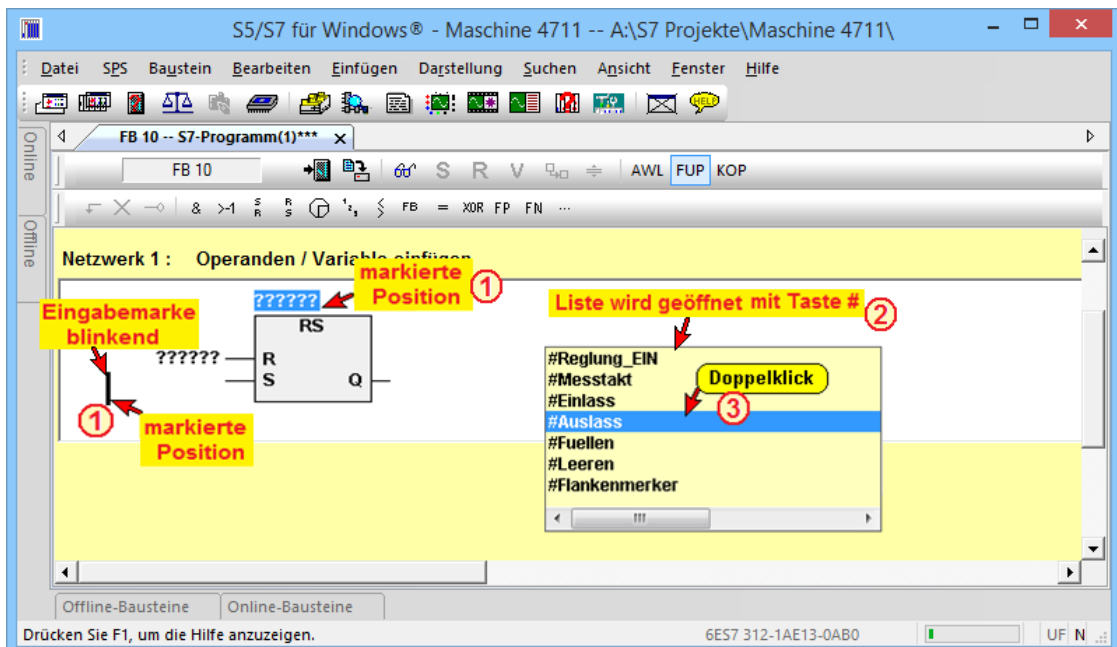 S5/S7 für Windows® - Maschine 4711 -- A:\S7 Projekte\Maschine 4711\
Datei SPS Baustein Bearbeiten Einfügen Darstellung Suchen Ansicht Fenster Hilfe
HELP
Online
Offline
FB 10 -- S7-Programm(1)*** x
FB 10 S R V AWL FUP KOP
& >-1 S R R S FB = XOR FP FN ...
Netzwerk 1 : Operanden / Variable einfügen
markierte
Position
1
Liste wird geöffnet mit Taste #
2
Eingabemarke
blinkend
??????
RS
?????? R
S Q
1
markierte
Position
#Reglung_EIN
#Messtakt
#Einlass
#Auslass
#Fuellen
#Leeren
#Flankenmerker
Doppelklick
3
Offline-Bausteine Online-Bausteine
Drücken Sie F1, um die Hilfe anzuzeigen. 6ES7 312-1AE13-0AB0 UF N